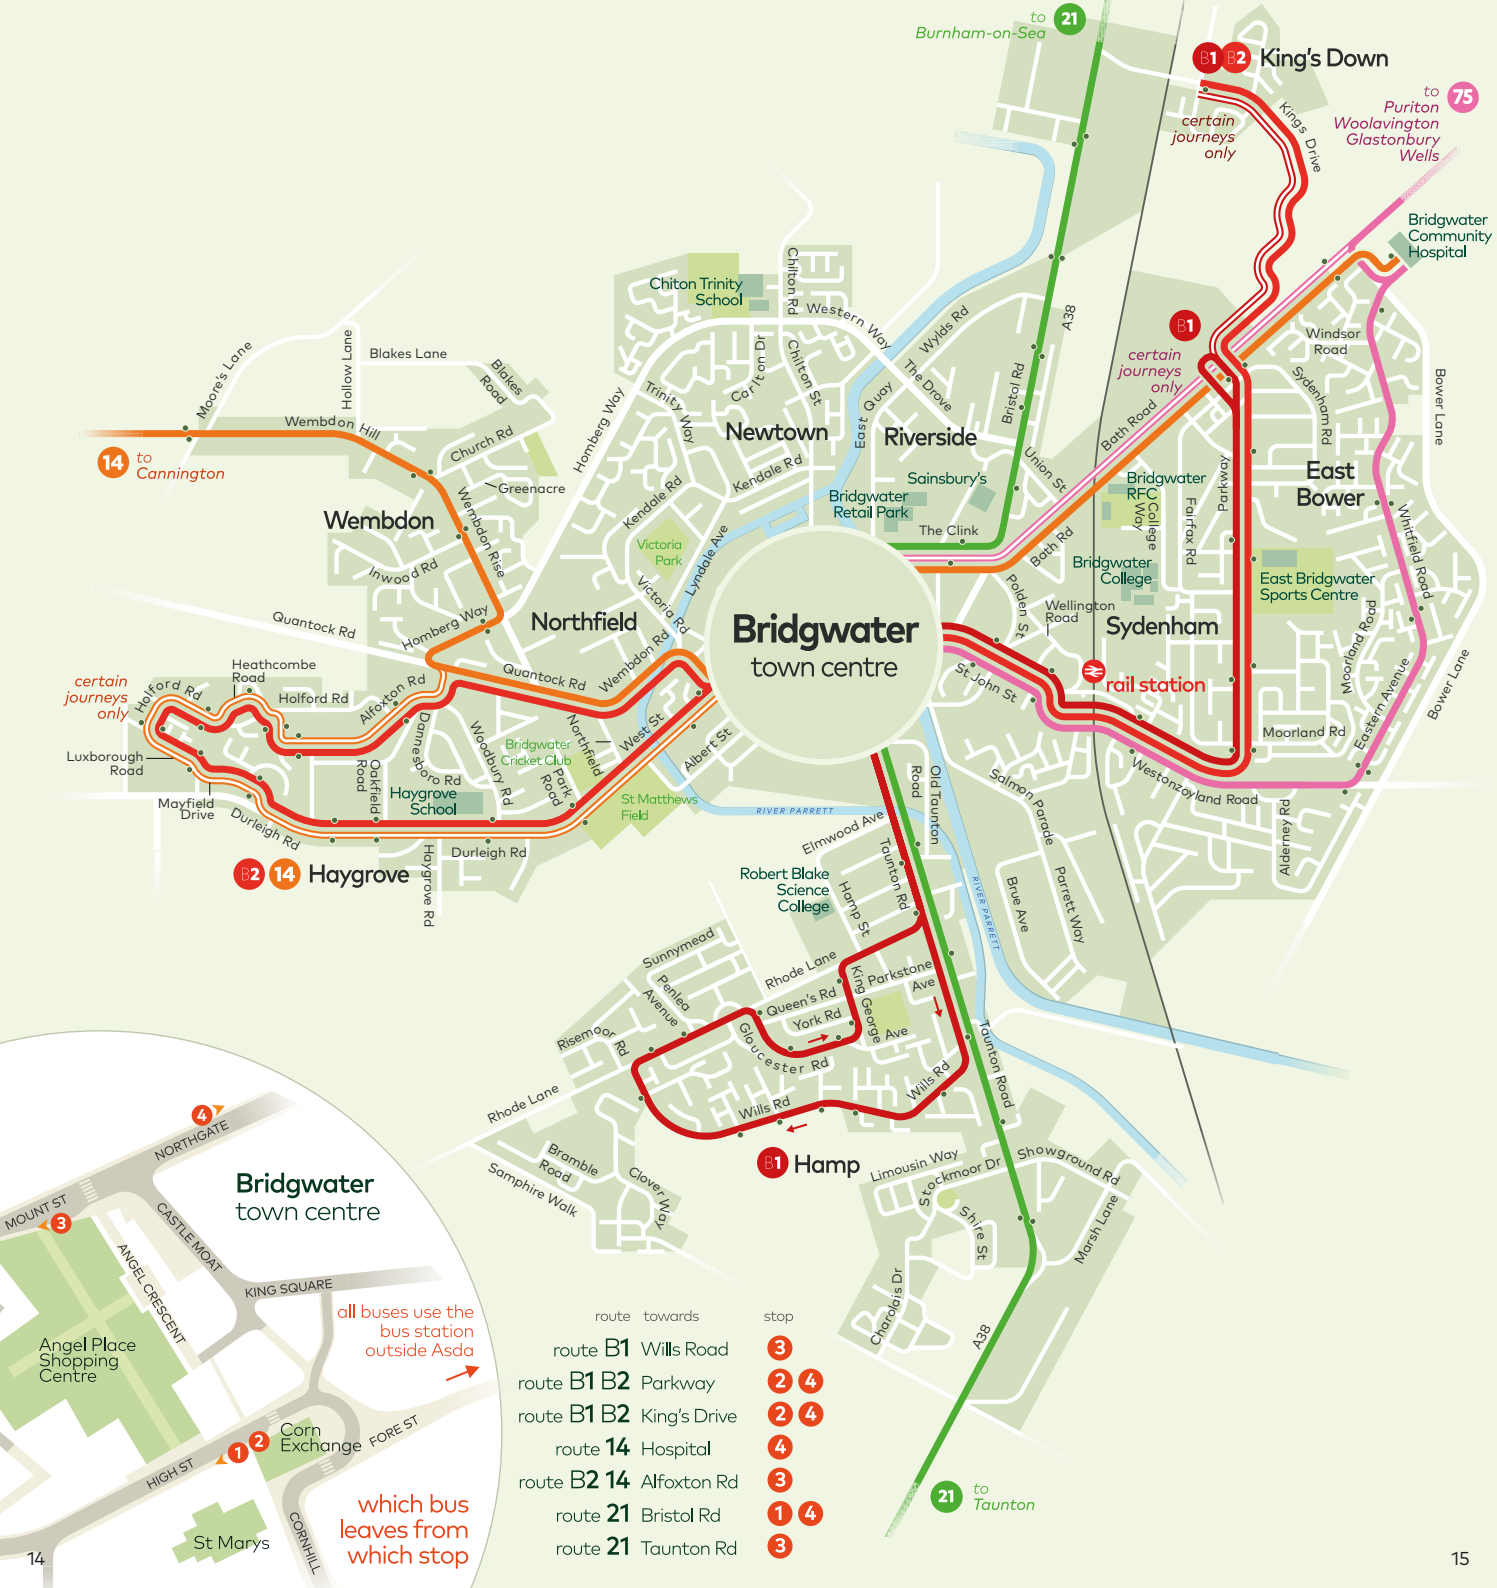 to 21
Burnham-on-Sea
B1 B2 King's Down
certain
journeys
only
Kings Drive
to 75
Puriton
Woolavington
Glastonbury
Wells
Bridgwater
Community
Hospital
Chiton Trinity
School
Chilton Rd
Western Way
Wylds Rd
A38
B1
certain
journeys
only
Windsor
Road
Moore's Lane
Hollow Lane
Blakes Lane
Blakes
Road
Homberg Way
Trinity Way
Carlton Dr
Chilton St
East Quay
The Drove
Bristol Rd
Bath Road
Sydenham Rd
Bower Lane
Wembdon Hill
Church Rd
Newtown
Riverside
14 to
Cannington
Greenacre
Kendale Rd
Kendale Rd
Sainsbury's
Union St
Bridgwater
Retail Park
Bridgwater
RFC
College
Way
Fairfax Rd
Parkway
East
Bower
Wembdon
Wembdon Rise
Victoria
Park
Lyndale Ave
The Clink
Bath Rd
Whitfield Road
Inwood Rd
Victoria Rd
Bridgwater
College
East Bridgwater
Sports Centre
Polden St
Wellington
Road
Sydenham
Moorland Road
Quantock Rd
Homberg Way
Northfield
Bridgwater
town centre
Wembdon Rd
Quantock Rd
St John St
rail station
certain
journeys
only
Holford Rd
Heathcombe
Road
Holford Rd
Alfoxton Rd
Eastern Avenue
Bower Lane
Moorland Rd
Luxborough
Road
Mayfield
Drive
Durleigh Rd
Oakfield
Road
Donnesboro Rd
Woodbury Rd
Haygrove
School
Bridgwater
Cricket Club
Northfield
Park
Road
West St
Albert St
St Matthews
Field
Westonzoyland Road
Alderney Rd
Salmon Parade
Old Taunton
Road
RIVER PARRETT
Elmwood Ave
Taunton Rd
B2 14 Haygrove
Durleigh Rd
Haygrove Rd
Robert Blake
Science
College
Hamp St
RIVER PARRETT
Brue Ave
Parrett Way
Sunnymead
Penlea
Avenue
Rhode Lane
Queen's Rd
York Rd
King
George
Ave
Parkstone
Ave
Gloucester Rd
Risemoor
Rd
Rhode Lane
Wills Rd
Wills Rd
Taunton Road
B1 Hamp
Bramble
Road
Samphire Walk
Clover Way
Limousin Way
Stockmoor Dr
Showground Rd
Shire St
Marsh Lane
Charolais Dr
A38
21 to
Taunton
4
NORTHGATE
MOUNT ST
3
Bridgwater
town centre
CASTLE MOAT
ANGEL CRESCENT
KING SQUARE
all buses use the
bus station
outside Asda
Angel Place
Shopping
Centre
Corn
Exchange
FORE ST
1 2
HIGH ST
CORNHILL
St Marys
which bus
leaves from
which stop
route towards stop
route B1 Wills Road 3
route B1 B2 Parkway 2 4
route B1 B2 King's Drive 2 4
route 14 Hospital 4
route B2 14 Alfoxton Rd 3
route 21 Bristol Rd 1 4
route 21 Taunton Rd 3
14
15